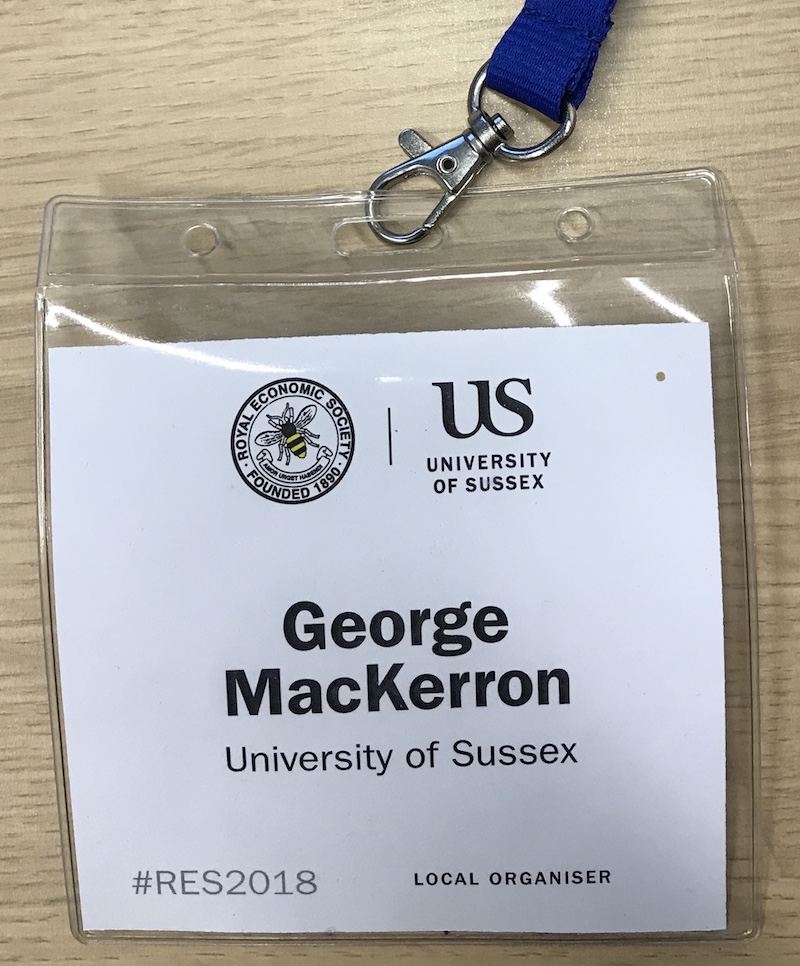 ROYAL ECONOMIC SOCIETY
AMOR URGET HABENDI
FOUNDED 1890
US
UNIVERSITY
OF SUSSEX
George
MacKerron
University of Sussex
#RES2018
LOCAL ORGANISER